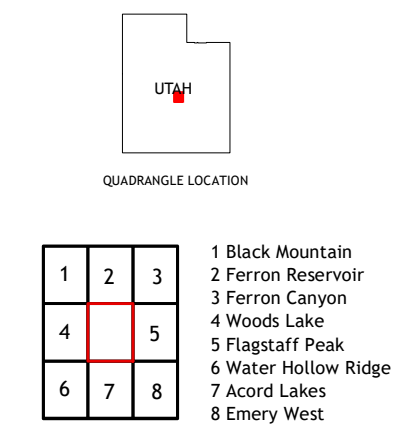 UTAH
QUADRANGLE LOCATION
1 2 3
4 5
6 7 8
1 Black Mountain
2 Ferron Reservoir
3 Ferron Canyon
4 Woods Lake
5 Flagstaff Peak
6 Water Hollow Ridge
7 Acord Lakes
8 Emery West